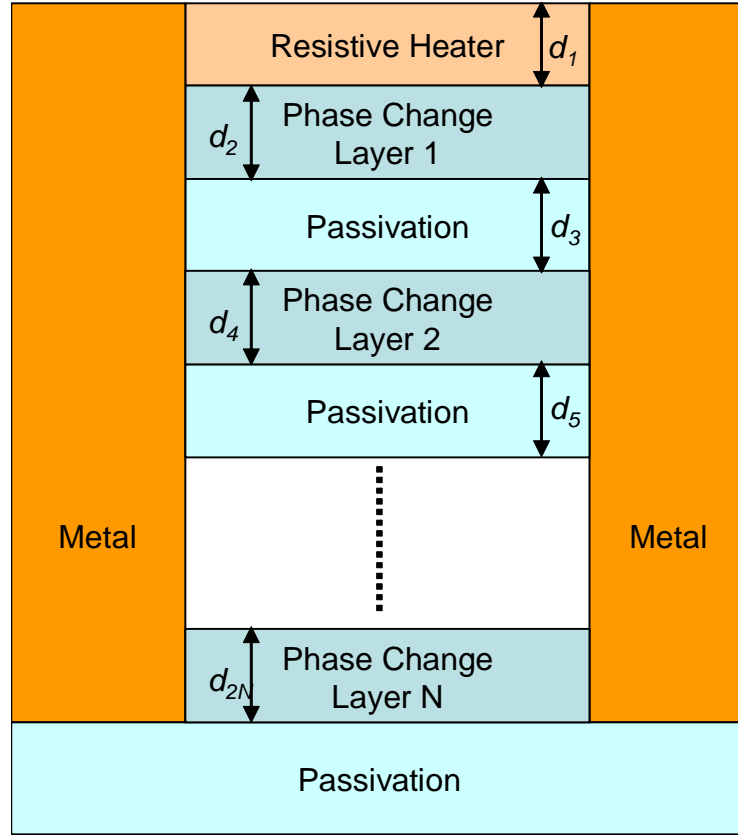 Resistive Heater
d1
Phase Change
Layer 1
d2
Passivation
d3
Phase Change
Layer 2
d4
Passivation
d5
Metal
Metal
Phase Change
Layer N
d2N
Passivation